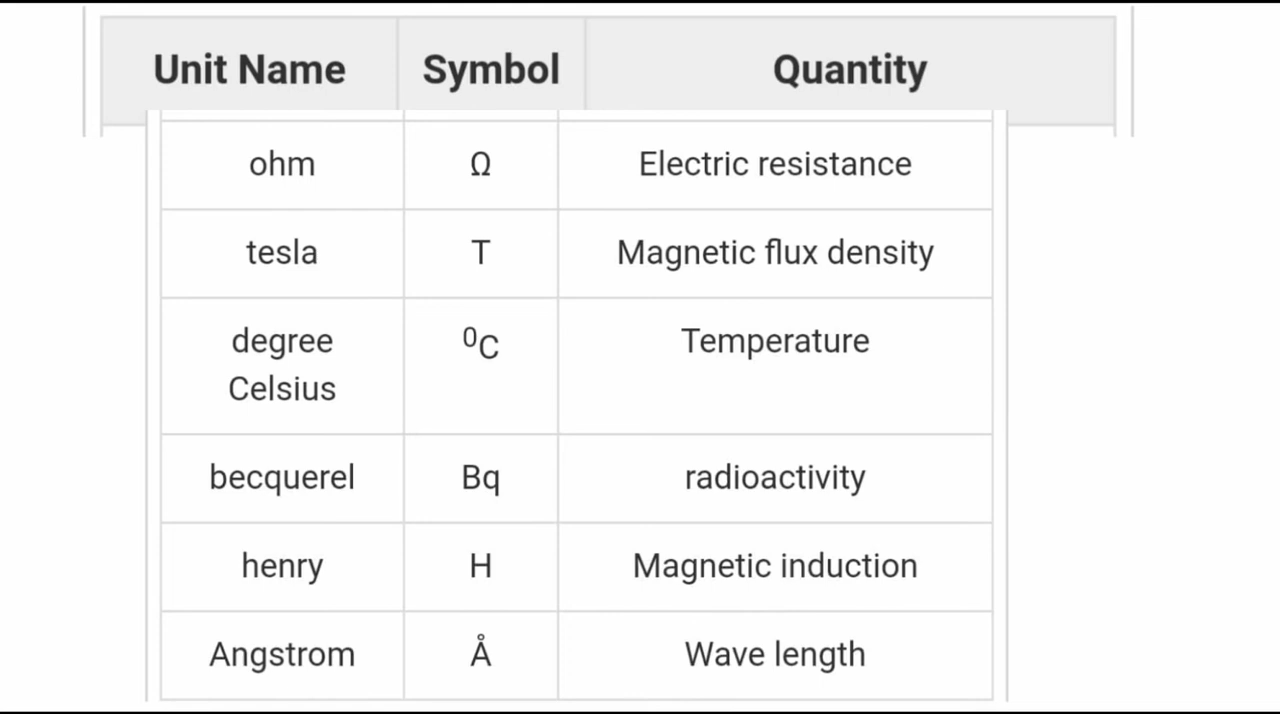 Unit Name Symbol Quantity
ohm Ω Electric resistance
tesla T Magnetic flux density
degree ⁰C Temperature
Celsius
becquerel Bq radioactivity
henry H Magnetic induction
Angstrom Å Wave length